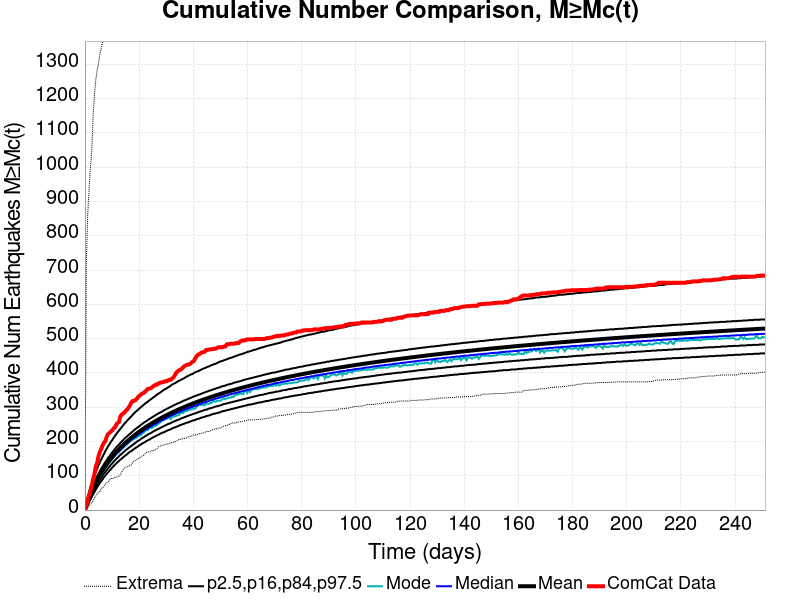 Cumulative Number Comparison, M≥Mc(t)
Cumulative Num Earthquakes M≥Mc(t)
1300
1200
1100
1000
900
800
700
600
500
400
300
200
100
0
0 20 40 60 80 100 120 140 160 180 200 220 240
Time (days)
Extrema p2.5,p16,p84,p97.5 Mode Median Mean ComCat Data